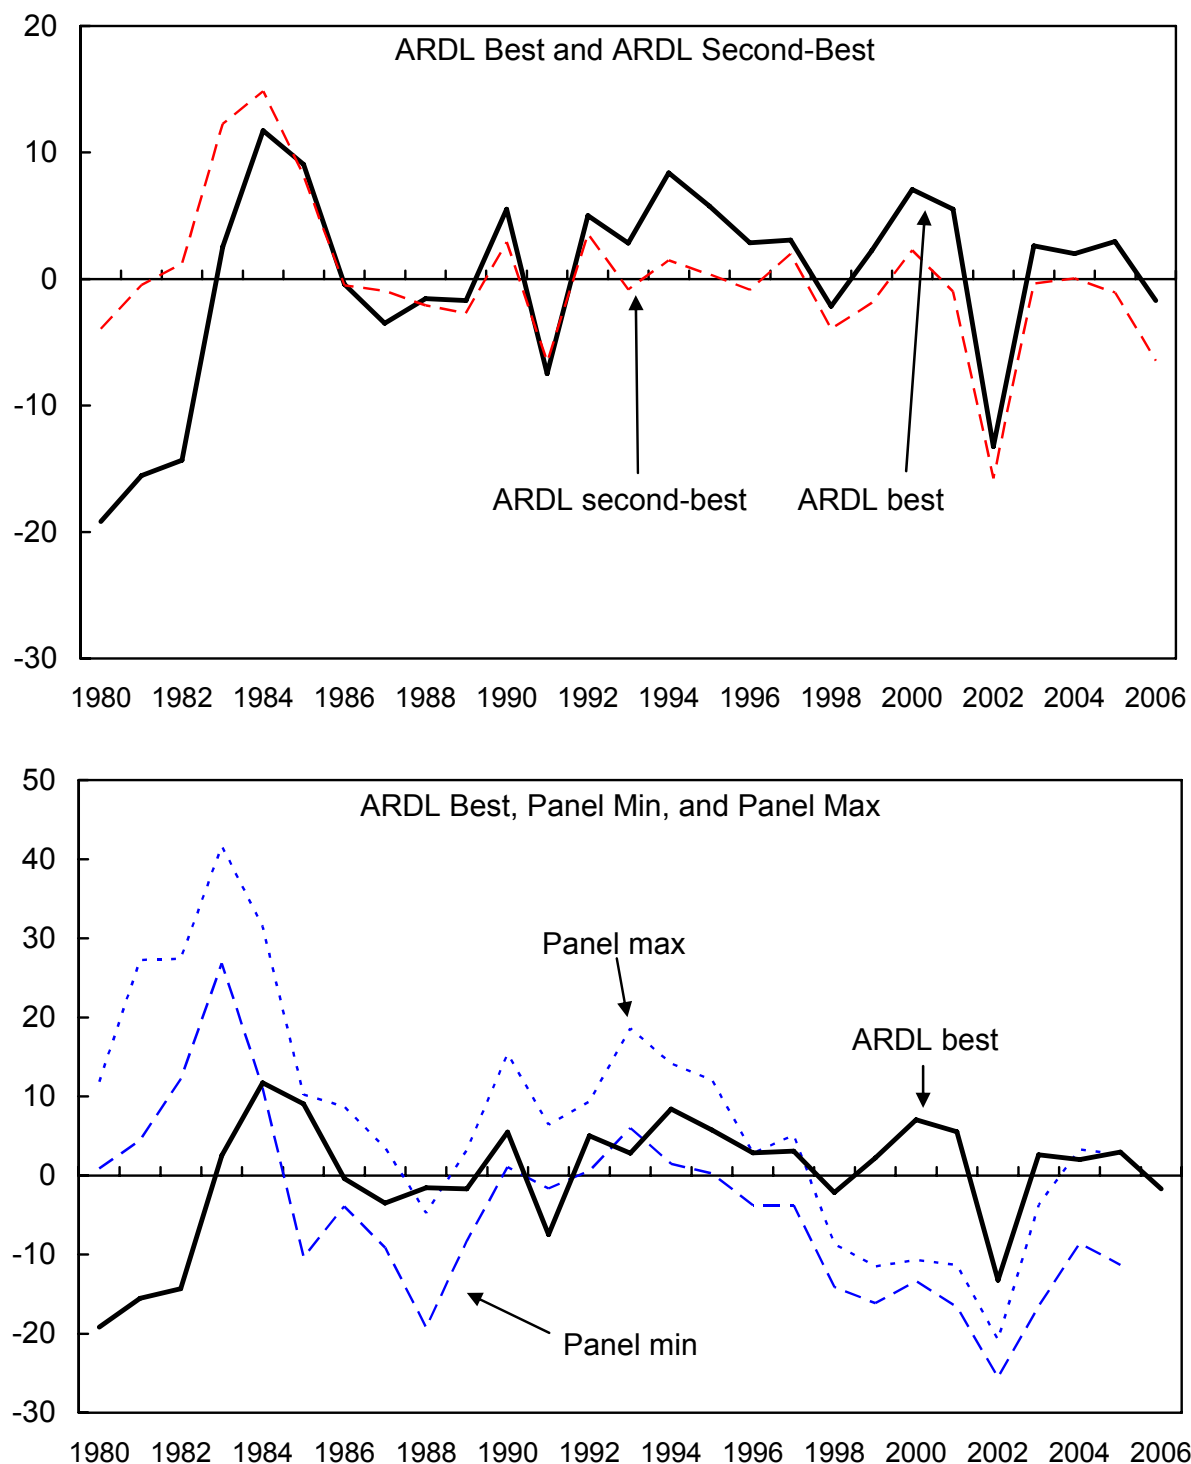 20
ARDL Best and ARDL Second-Best
10
0
-10
ARDL second-best ARDL best
-20
-30
1980 1982 1984 1986 1988 1990 1992 1994 1996 1998 2000 2002 2004 2006
50
ARDL Best, Panel Min, and Panel Max
40
30
Panel max
20
ARDL best
10
0
-10
-20
Panel min
-30
1980 1982 1984 1986 1988 1990 1992 1994 1996 1998 2000 2002 2004 2006